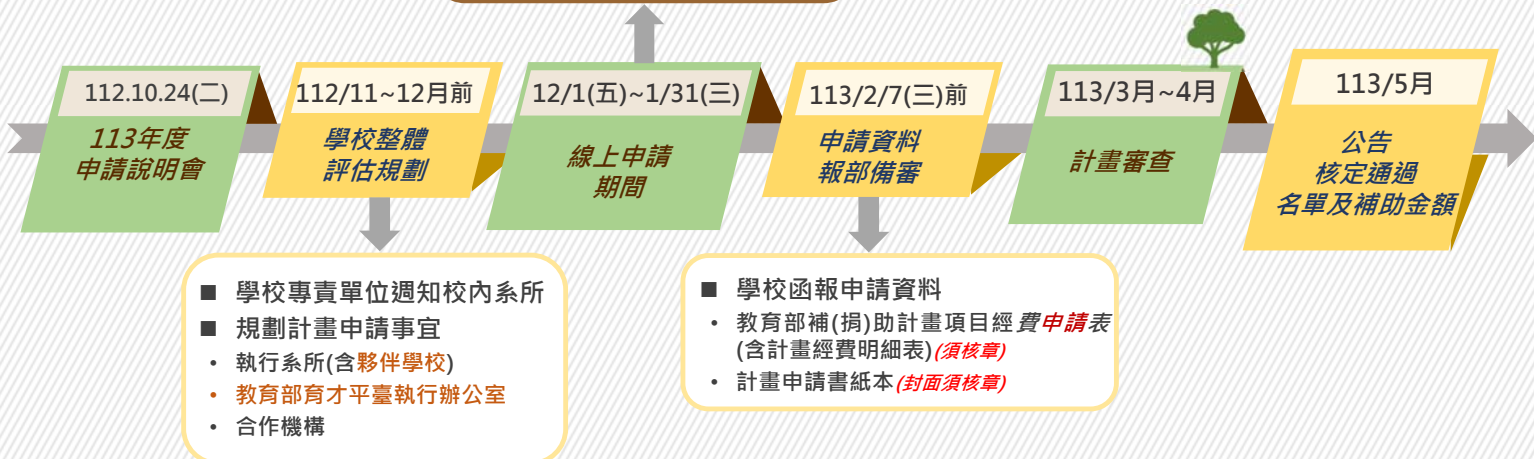 112.10.24(二)
113年度
申請說明會
112/11~12月前
學校整體
評估規劃
12/1(五)~1/31(三)
線上申請
期間
113/2/7(三)前
申請資料
報部備審
113/3月~4月
計畫審查
113/5月
公告
核定通過
名單及補助金額
■ 學校專責單位週知校內系所
■ 規劃計畫申請事宜
• 執行系所(含夥伴學校)
• 教育部育才平臺執行辦公室
• 合作機構
■ 學校函報申請資料
• 教育部補(捐)助計畫項目經費申請表
(含計畫經費明細表)(須核章)
• 計畫申請書紙本(封面須核章)